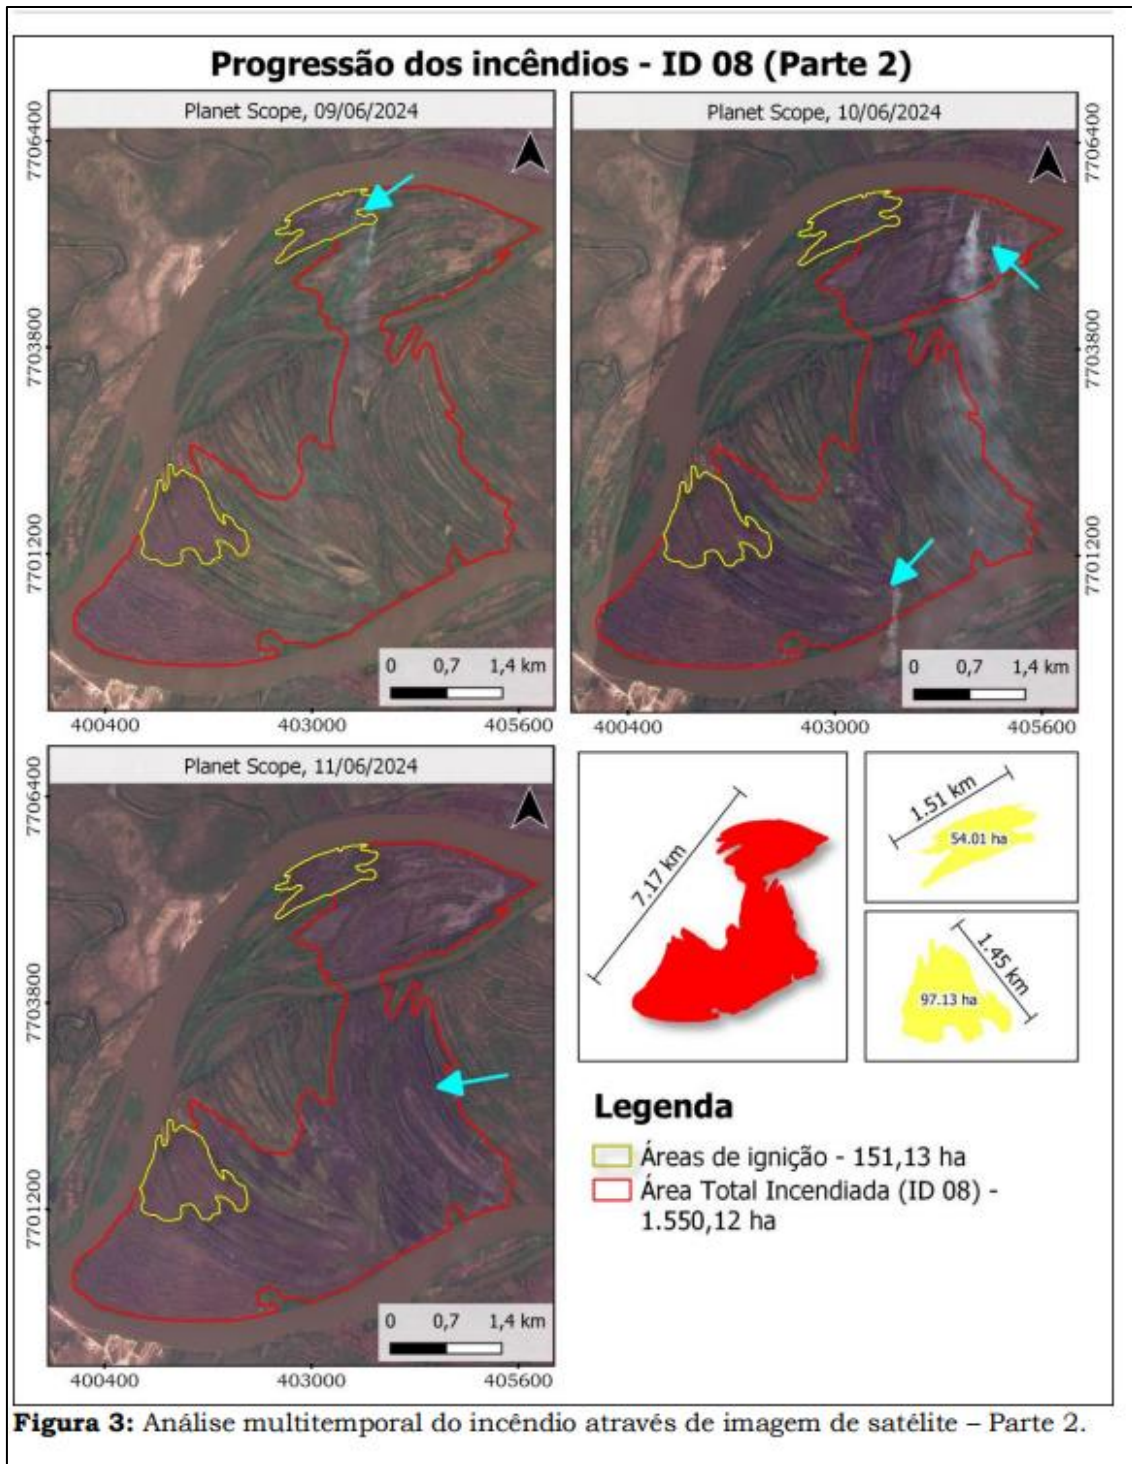 Progressão dos incêndios - ID 08 (Parte 2)
Planet Scope, 09/06/2024
7706400
7703800
7701200
0 0,7 1,4 km
400400 403000 405600
Planet Scope, 10/06/2024
7706400
7703800
7701200
0 0,7 1,4 km
400400 403000 405600
Planet Scope, 11/06/2024
7706400
7703800
7701200
0 0,7 1,4 km
400400 403000 405600
7.17 km
1.51 km
54.01 ha
1.45 km
97.13 ha
Legenda
Áreas de ignição - 151,13 ha
Área Total Incendiada (ID 08) -
1.550,12 ha
Figura 3: Análise multitemporal do incêndio através de imagem de satélite – Parte 2.